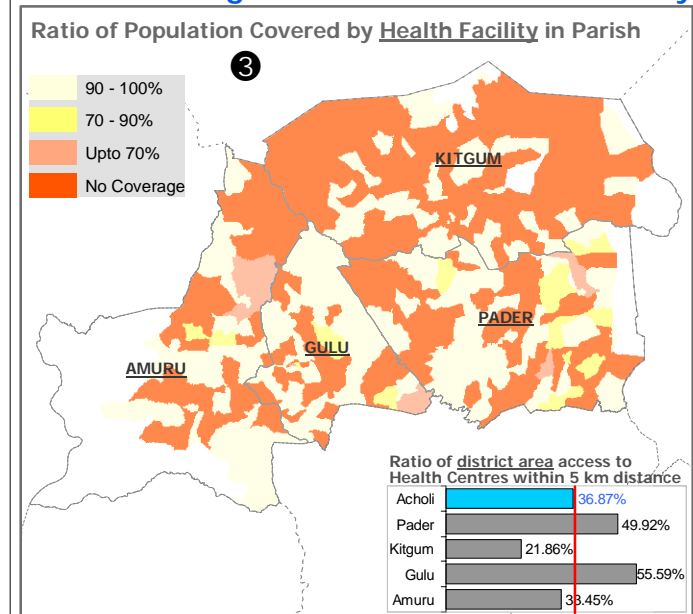 Ratio of Population Covered by Health Facility in Parish
3
90 - 100%
70 - 90%
Upto 70%
No Coverage
KITGUM
PADER
GULU
AMURU
Ratio of district area access to
Health Centres within 5 km distance
Acholi 36.87%
Pader 49.92%
Kitgum 21.86%
Gulu 55.59%
Amuru 33.45%